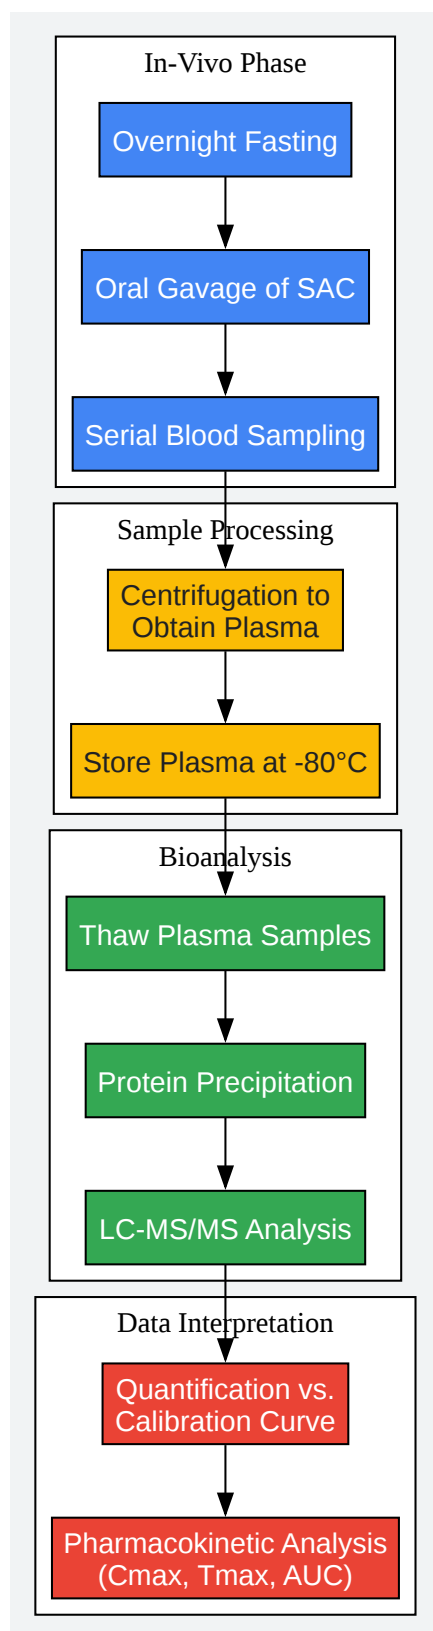 In-Vivo Phase
Overnight Fasting
Oral Gavage of SAC
Serial Blood Sampling
Sample Processing
Centrifugation to
Obtain Plasma
Store Plasma at -80°C
Bioanalysis
Thaw Plasma Samples
Protein Precipitation
LC-MS/MS Analysis
Data Interpretation
Quantification vs.
Calibration Curve
Pharmacokinetic Analysis
(Cmax, Tmax, AUC)